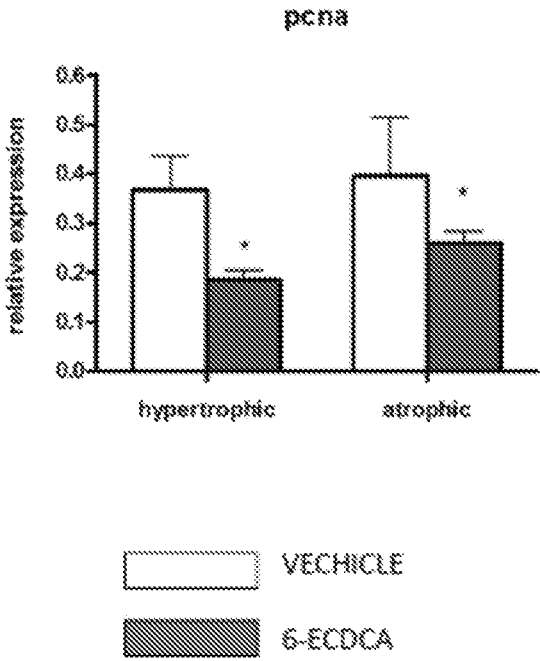 pcna
relative expression
0.6
0.5
0.4
0.3
0.2
0.1
0.0
*
*
hypertrophic
atrophic
VECHICLE
6-ECDCA